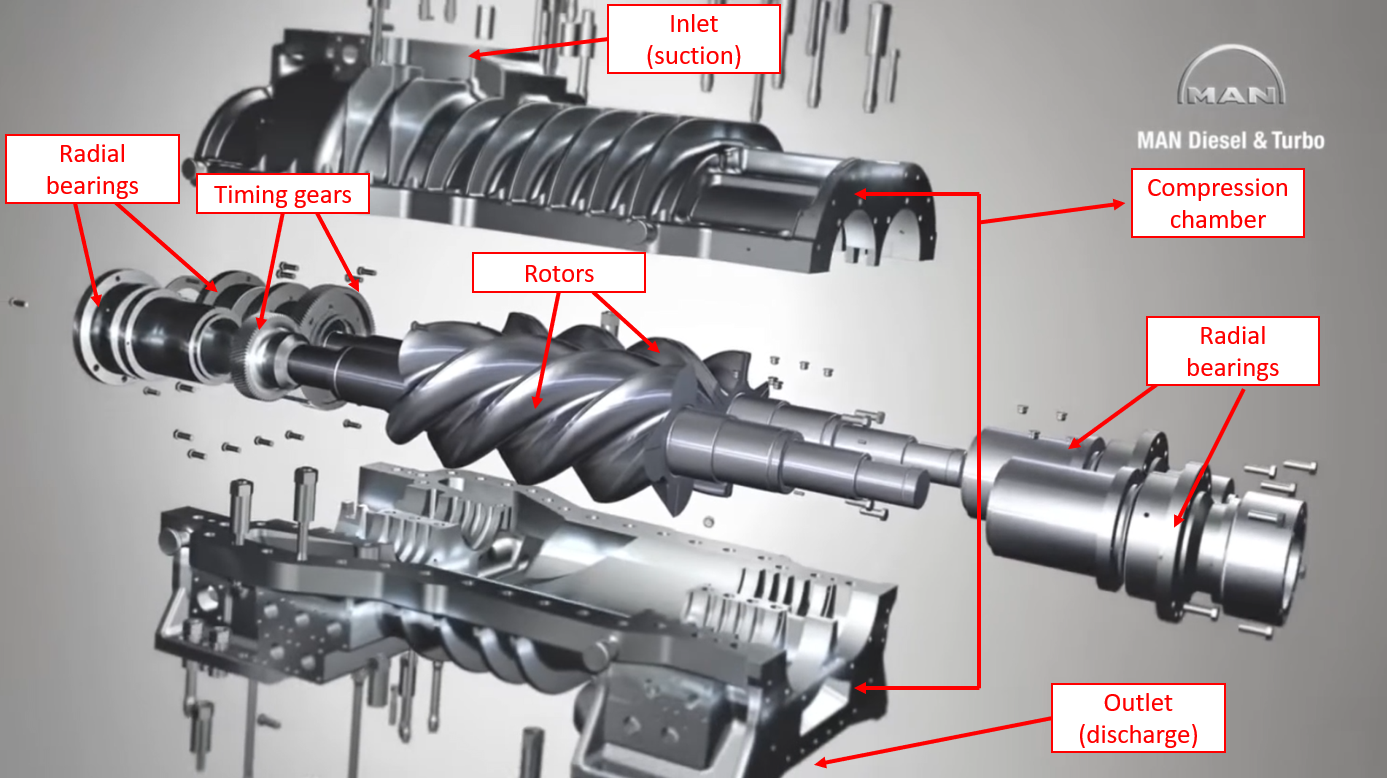 Inlet
(suction)
MAN
MAN Diesel & Turbo
Radial
bearings
Timing gears
Compression
chamber
Rotors
Radial
bearings
Outlet
(discharge)